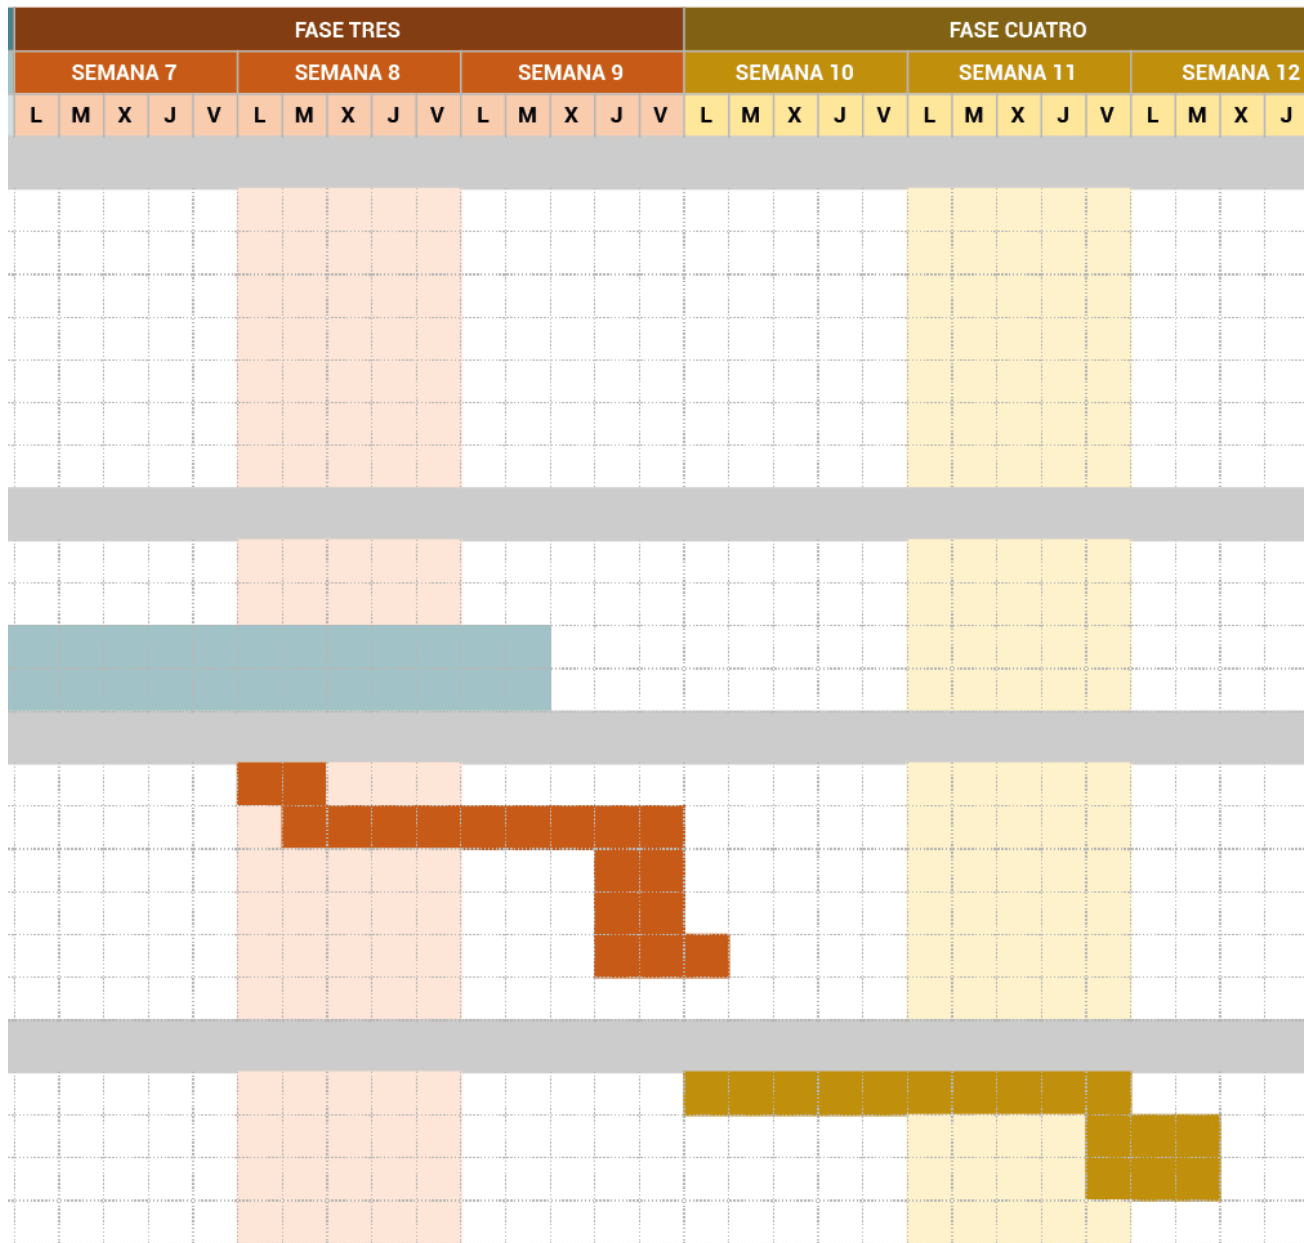 FASE TRES FASE CUATRO
SEMANA 7 SEMANA 8 SEMANA 9 SEMANA 10 SEMANA 11 SEMANA 12
L M X J V L M X J V L M X J V L M X J V L M X J V L M X J